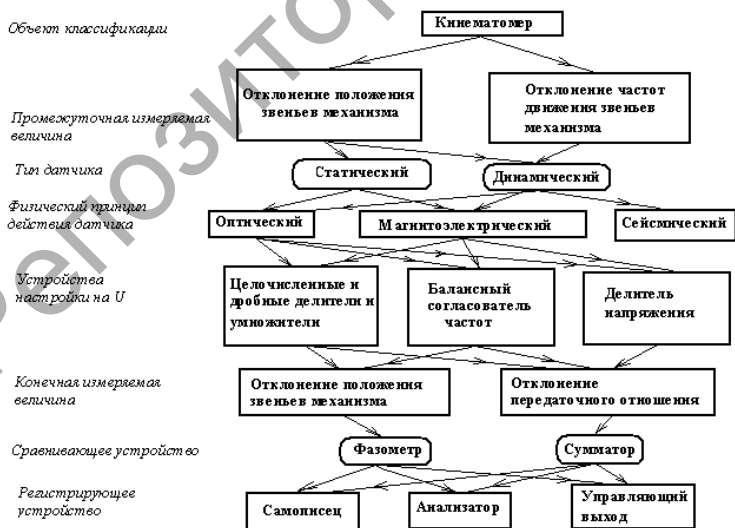 Объект классификации
Кинематомер
Промежуточная измеряемая
величина
Отклонение положения
звеньев механизма
Отклонение частот
движения звеньев
механизма
Тип датчика
Статический
Динамический
Физический принцип
действия датчика
Оптический
Магнитоэлектрический
Сейсмический
Устройства
настройки на U
Целочисленные и
дробные делители и
умножители
Балансный
согласователь
частот
Делитель
напряжения
Конечная измеряемая
величина
Отклонение положения
звеньев механизма
Отклонение
передаточного отношения
Сравнивающее устройство
Фазометр
Сумматор
Регистрирующее
устройство
Самописец
Анализатор
Управляющий
выход
Репозитор